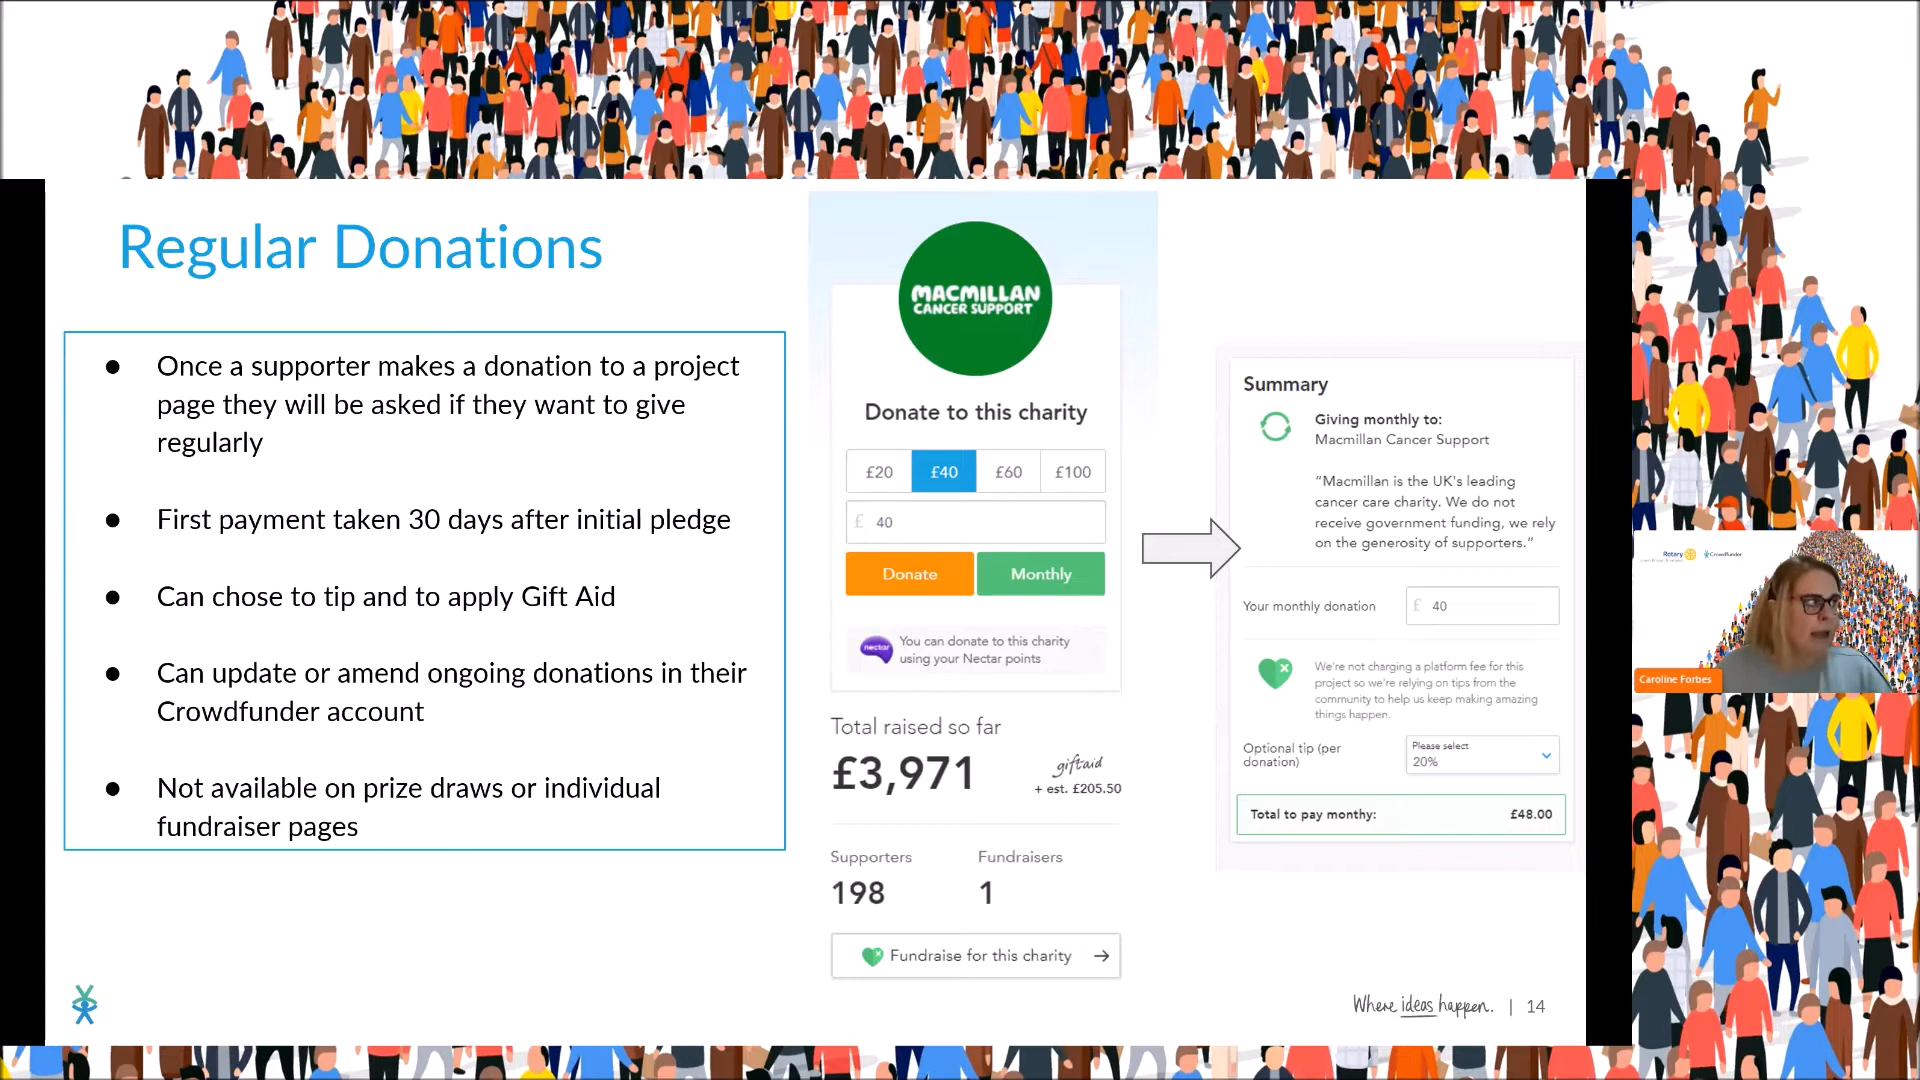 Regular Donations
● Once a supporter makes a donation to a project
page they will be asked if they want to give
regularly
● First payment taken 30 days after initial pledge
● Can chose to tip and to apply Gift Aid
● Can update or amend ongoing donations in their
Crowdfunder account
● Not available on prize draws or individual
fundraiser pages
MACMILLAN
CANCER SUPPORT
Donate to this charity
£20 £40 £60 £100
£ 40
Donate Monthly
nectar
You can donate to this charity
using your Nectar points
Total raised so far
£3,971
giftaid
+ est. £205.50
Supporters Fundraisers
198 1
Fundraise for this charity →
Summary
Giving monthly to:
Macmillan Cancer Support
“Macmillan is the UK's leading
cancer care charity. We do not
receive government funding, we rely
on the generosity of supporters.”
Your monthly donation £ 40
We're not charging a platform fee for this
project so we're relying on tips from the
community to help us keep making amazing
things happen.
Optional tip (per
donation)
Please select
20%
Total to pay monthy: £48.00
Where ideas happen. | 14
Rotary Crowdfunder
Caroline Forbes